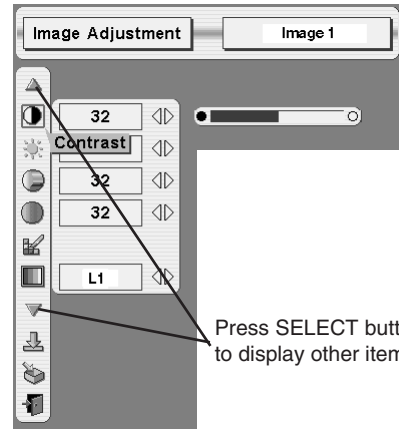 Image Adjustment
Image 1
32
Contrast
32
32
L1
Press SELECT butt
to display other item